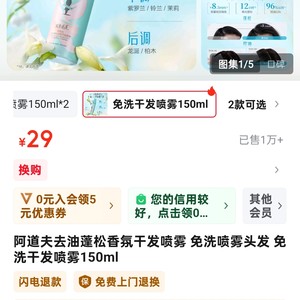 紫罗兰/铃兰/茉莉
后调
龙涎/柏木
8
12
96
图集1/5
喷雾150ml*2
免洗干发喷雾150ml
2款可选
¥29
已售1万+
换购
0元入会领5元优惠券
您的信用较好，点击领0...
其他会员
阿道夫去油蓬松香氛干发喷雾 免洗喷雾头发 免
洗干发喷雾150ml
闪电退款
免费上门退换